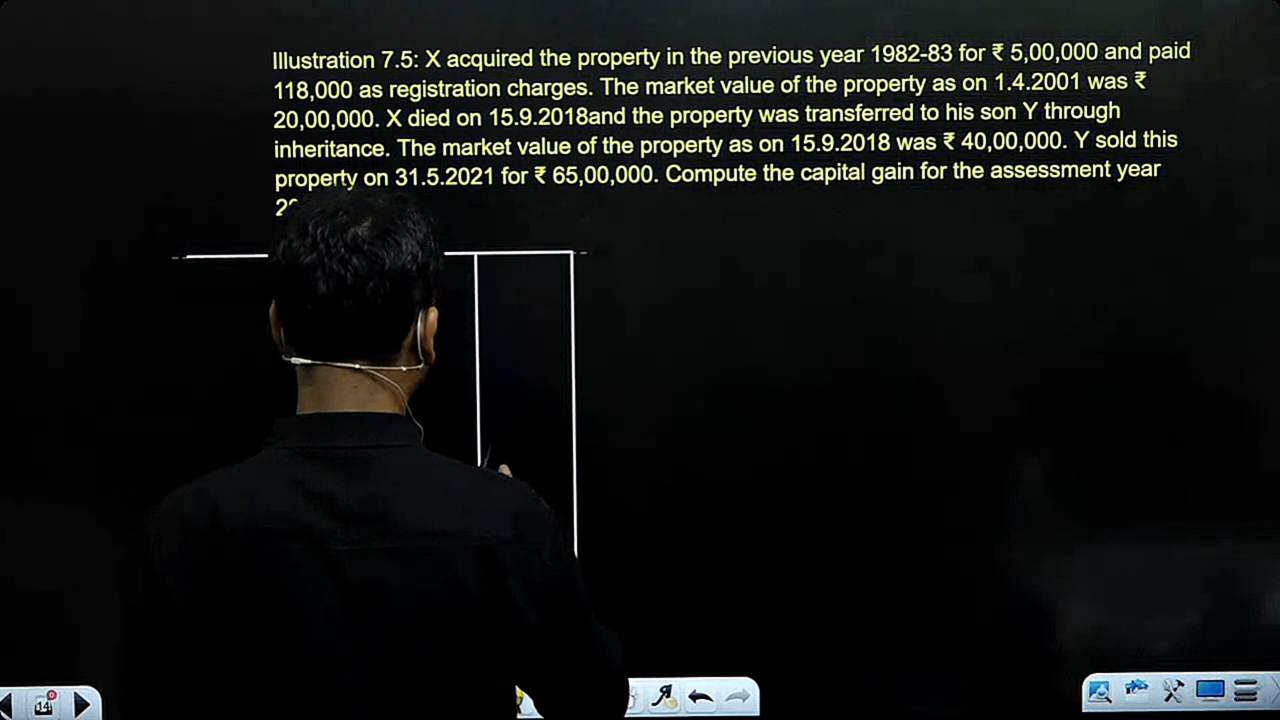 Illustration 7.5: X acquired the property in the previous year 1982-83 for ₹ 5,00,000 and paid
118,000 as registration charges. The market value of the property as on 1.4.2001 was ₹
20,00,000. X died on 15.9.2018and the property was transferred to his son Y through
inheritance. The market value of the property as on 15.9.2018 was ₹ 40,00,000. Y sold this
property on 31.5.2021 for ₹ 65,00,000. Compute the capital gain for the assessment year
14
0